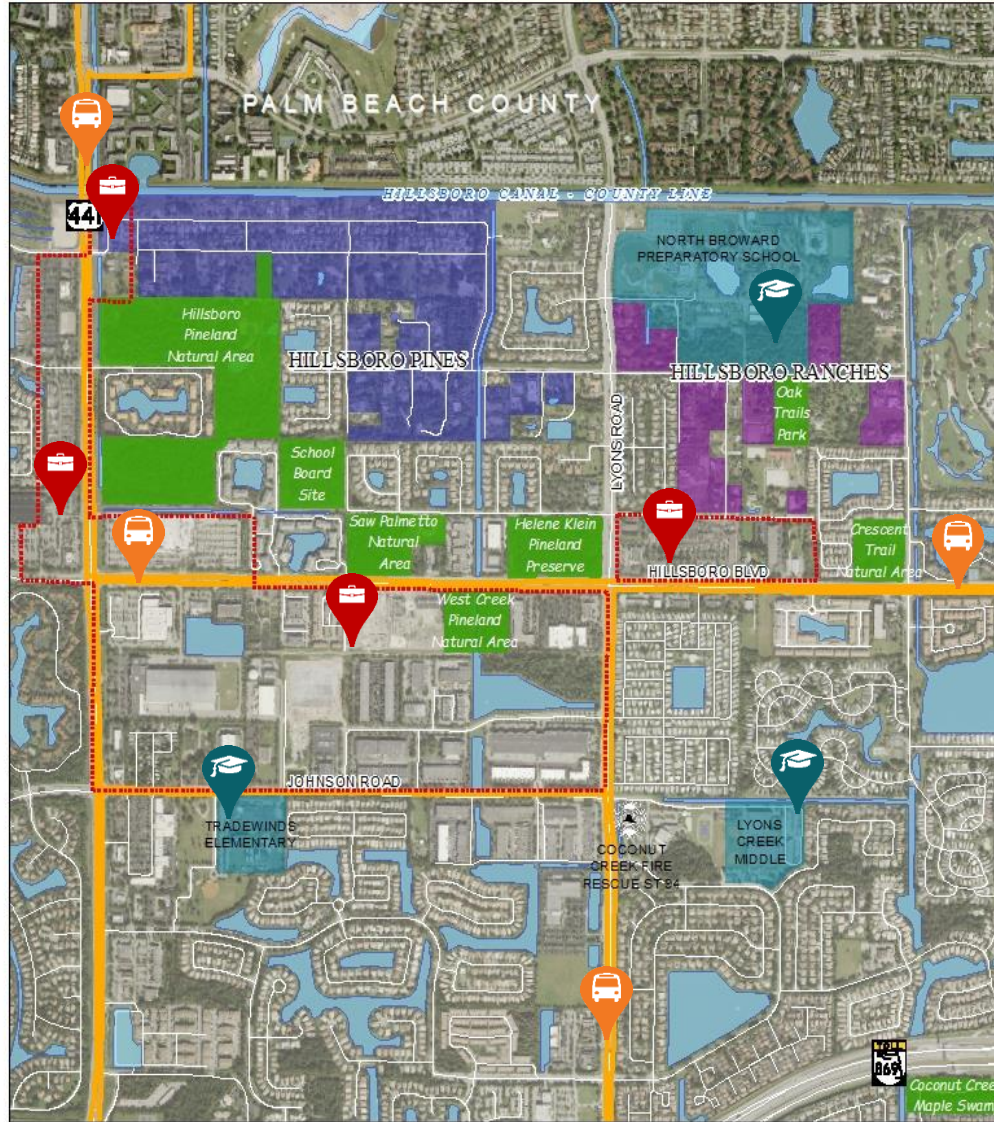 PALM BEACH COUNTY
HILLSBORO CANAL - COUNTY LINE
441
NORTH BROWARD
PREPARATORY SCHOOL
Hillsboro
Pineland
Natural Area
HILLSBORO PINES
HILLSBORO RANCHES
Oak
Trails
Park
LYONS ROAD
School
Board
Site
Saw Palmetto
Natural
Area
Helene Klein
Pineland
Preserve
Crescent
Trail
Natural Area
HILLSBORO BLVD
West Creek
Pineland
Natural Area
JOHNSON ROAD
TRADEWINDS
ELEMENTARY
COCONUT
CREEK FIRE
RESCUE ST 94
LYONS
CREEK
MIDDLE
TOLL
869
Coconut Cree
Maple Swam